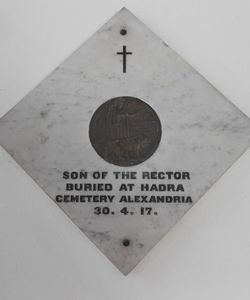 SON OF THE RECTOR
BURIED AT HADRA
CEMETERY ALEXANDRIA
30. 4. 17.